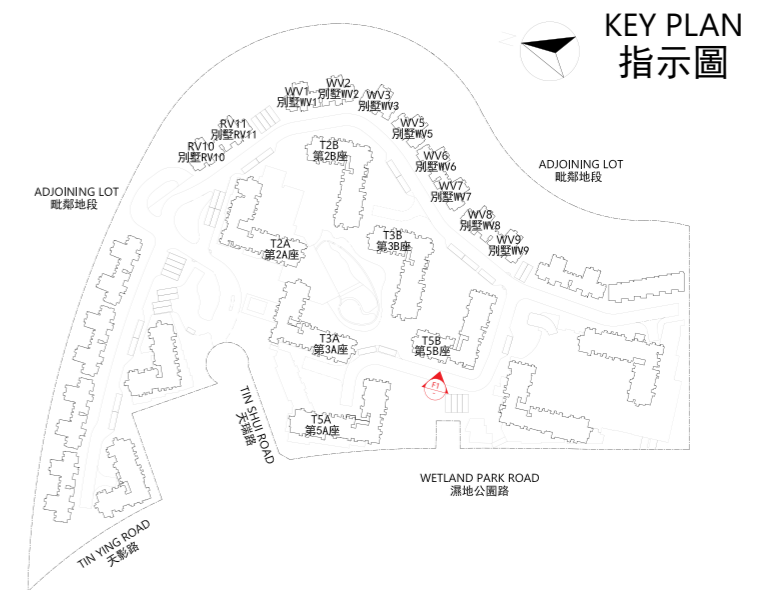 KEY PLAN
指示圖
N
WV1
別墅WV1
WV2
別墅WV2
WV3
別墅WV3
RV11
別墅RV11
WV5
別墅WV5
RV10
別墅RV10
T2B
第2B座
WV6
別墅WV6
ADJOINING LOT
毗鄰地段
ADJOINING LOT
毗鄰地段
WV7
別墅WV7
WV8
別墅WV8
T2A
第2A座
T3B
第3B座
WV9
別墅WV9
T3A
第3A座
T5B
第5B座
F1
TIN SHUI ROAD
天瑞路
T5A
第5A座
WETLAND PARK ROAD
濕地公園路
TIN YING ROAD
天影路